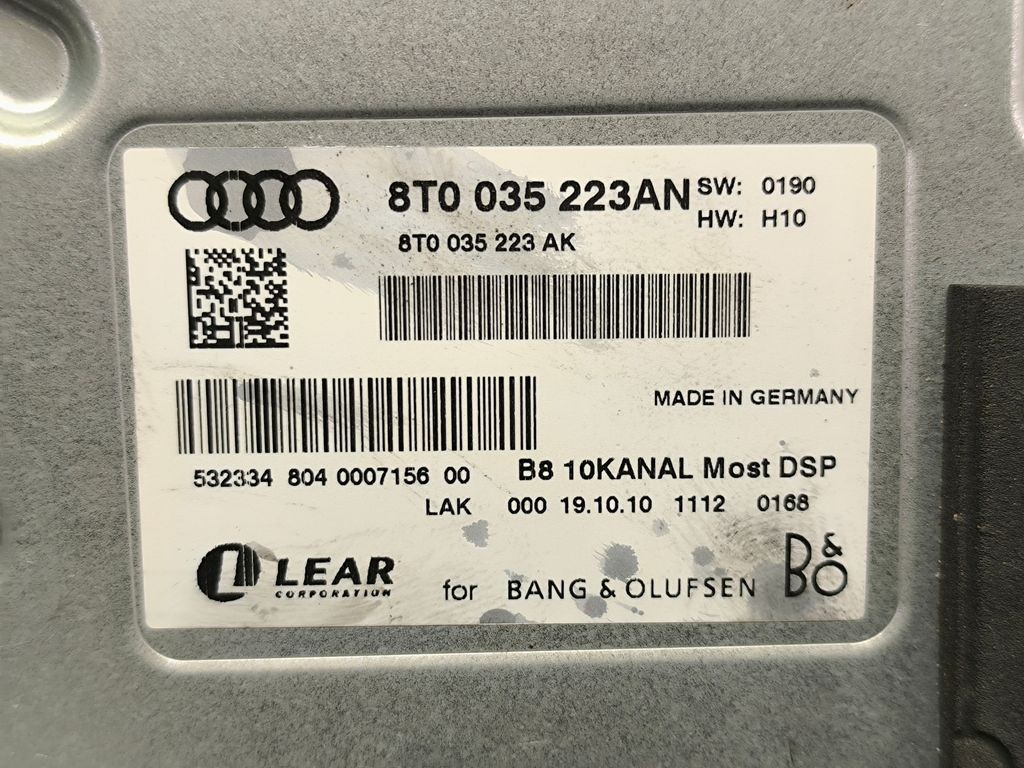 8T0 035 223AN SW: 0190
HW: H10
8T0 035 223 AK
MADE IN GERMANY
532334 804 0007156 00
B8 10KANAL Most DSP
LAK 000 19.10.10 1112 0168
LEAR
CORPORATION
for BANG & OLUFSEN B&O